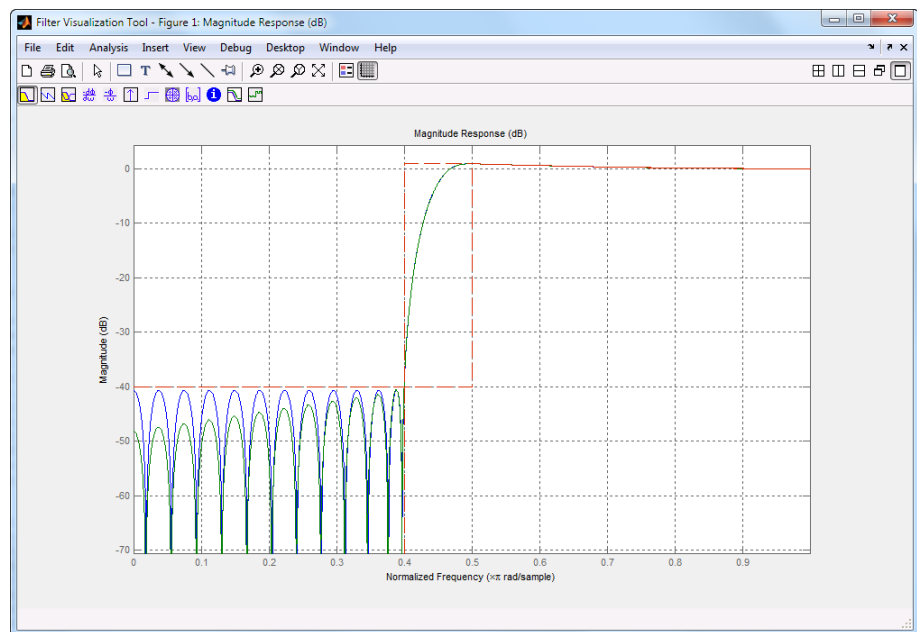 Filter Visualization Tool - Figure 1: Magnitude Response (dB)
File Edit Analysis Insert View Debug Desktop Window Help
Magnitude Response (dB)
Magnitude (dB)
0
-10
-20
-30
-40
-50
-60
-70
0 0.1 0.2 0.3 0.4 0.5 0.6 0.7 0.8 0.9
Normalized Frequency (×π rad/sample)